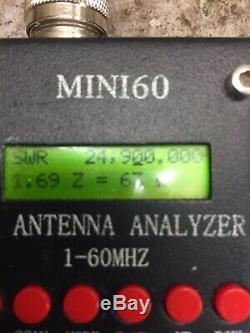 MINI60
SWR 24,900.000
1.69 Z = 67 Ω
ANTENNA ANALYZER
1-60MHZ